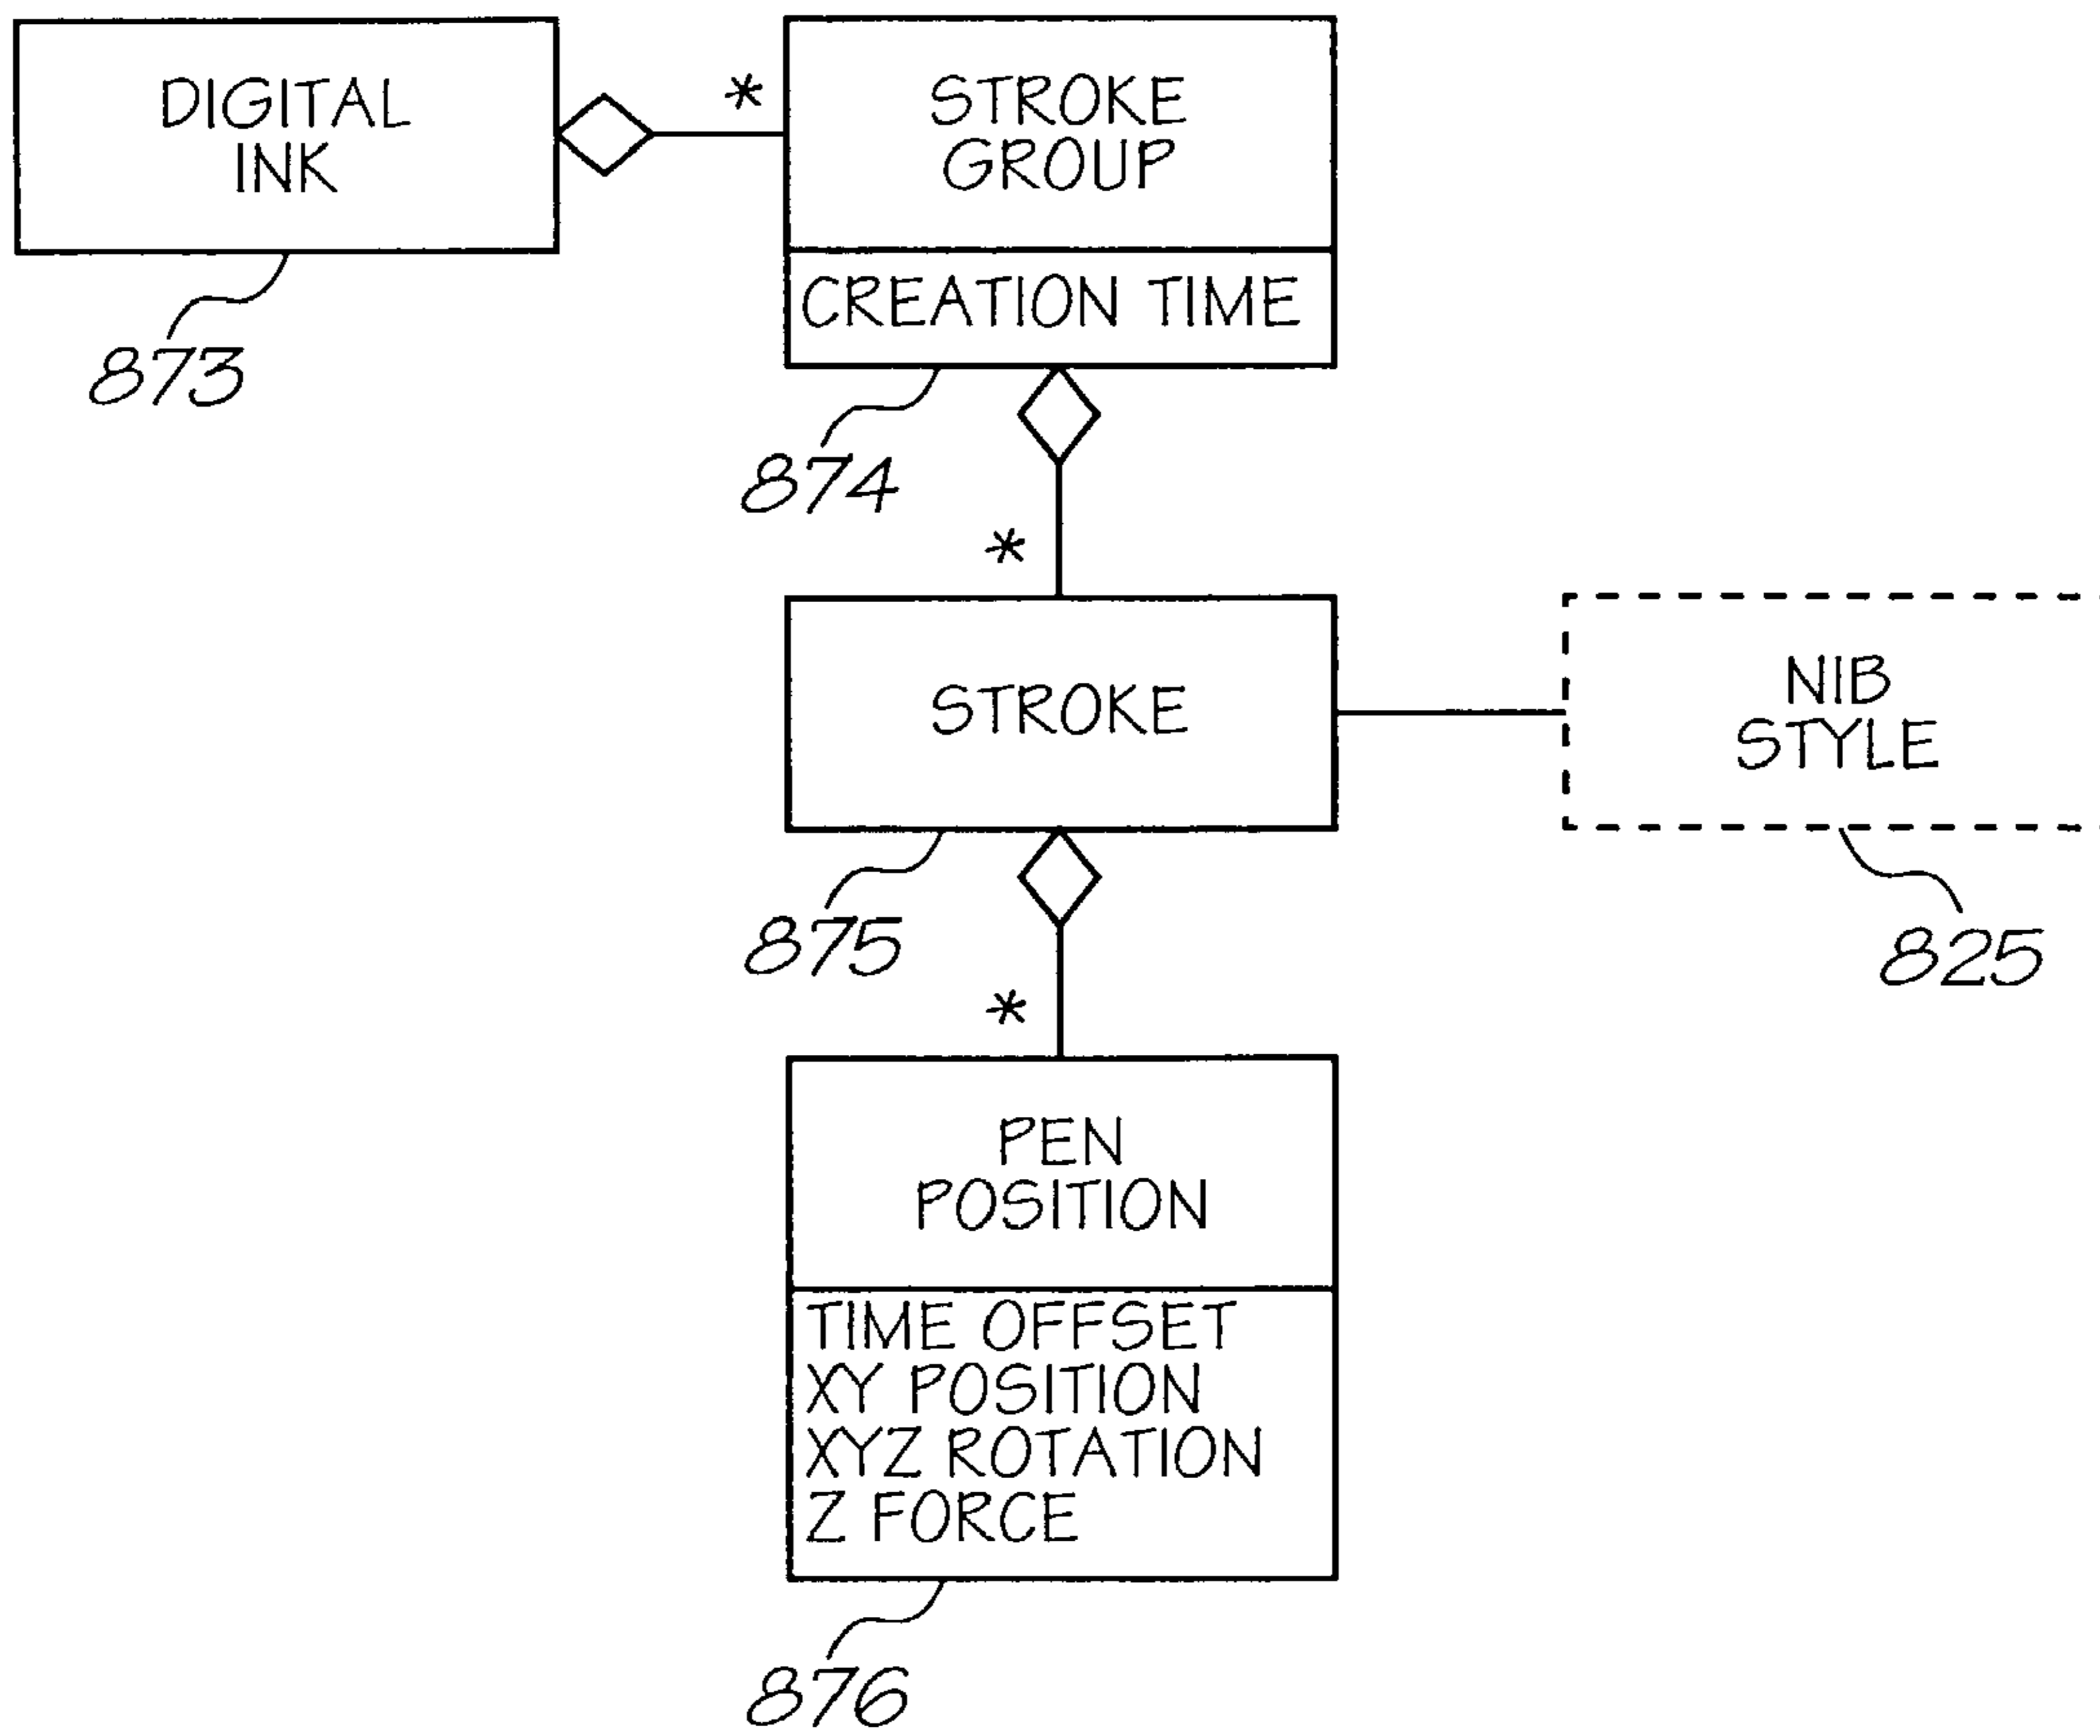 DIGITAL
INK
*
STROKE
GROUP
CREATION TIME
873
874
*
STROKE
NIB
STYLE
875
825
*
PEN
POSITION
TIME OFFSET
XY POSITION
XYZ ROTATION
Z FORCE
876